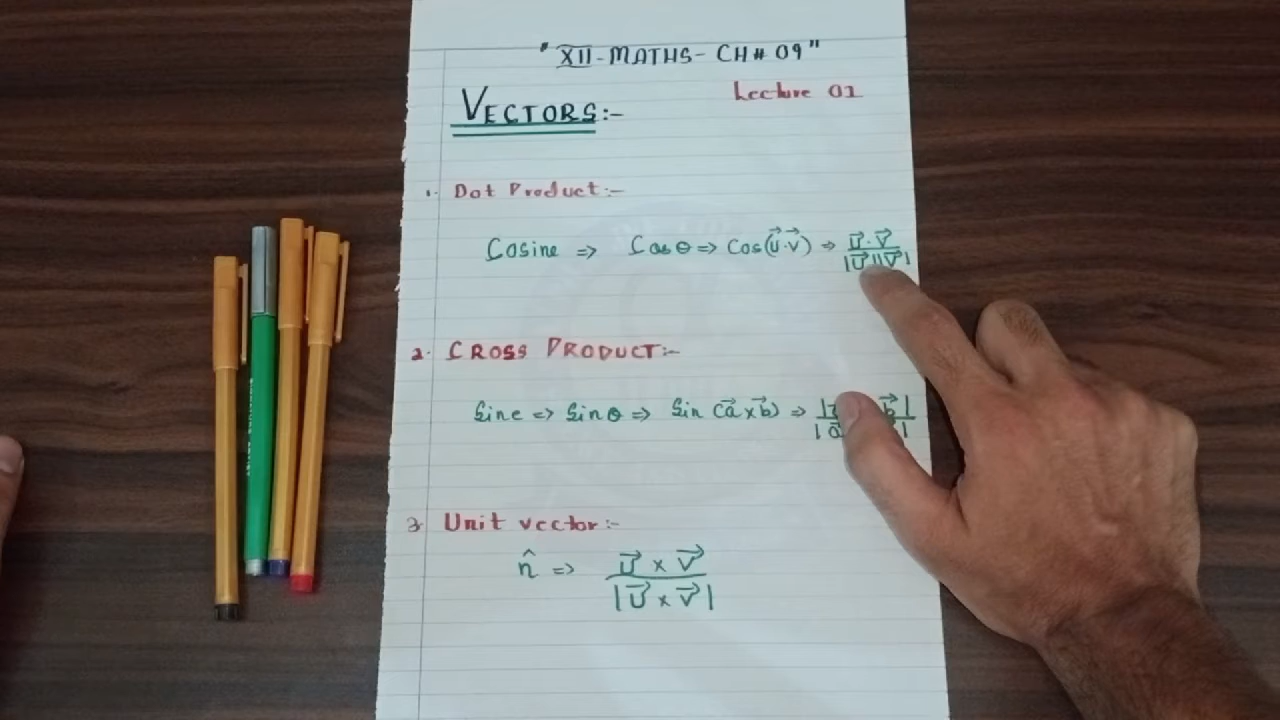 "XII-MATHS-CH# 09"
Lecture 01
VECTORS:-
1. Dot Product:-
Cosine ⇒ Cosθ ⇒ Cos(u⃗·v⃗) ⇒ u⃗·v⃗ / |u⃗||v⃗|
2. CROSS PRODUCT:-
Sine ⇒ Sinθ ⇒ Sin (a⃗ x b⃗) ⇒
3. Unit vector:-
n̂ ⇒ u⃗ x v⃗ / |u⃗ x v⃗|